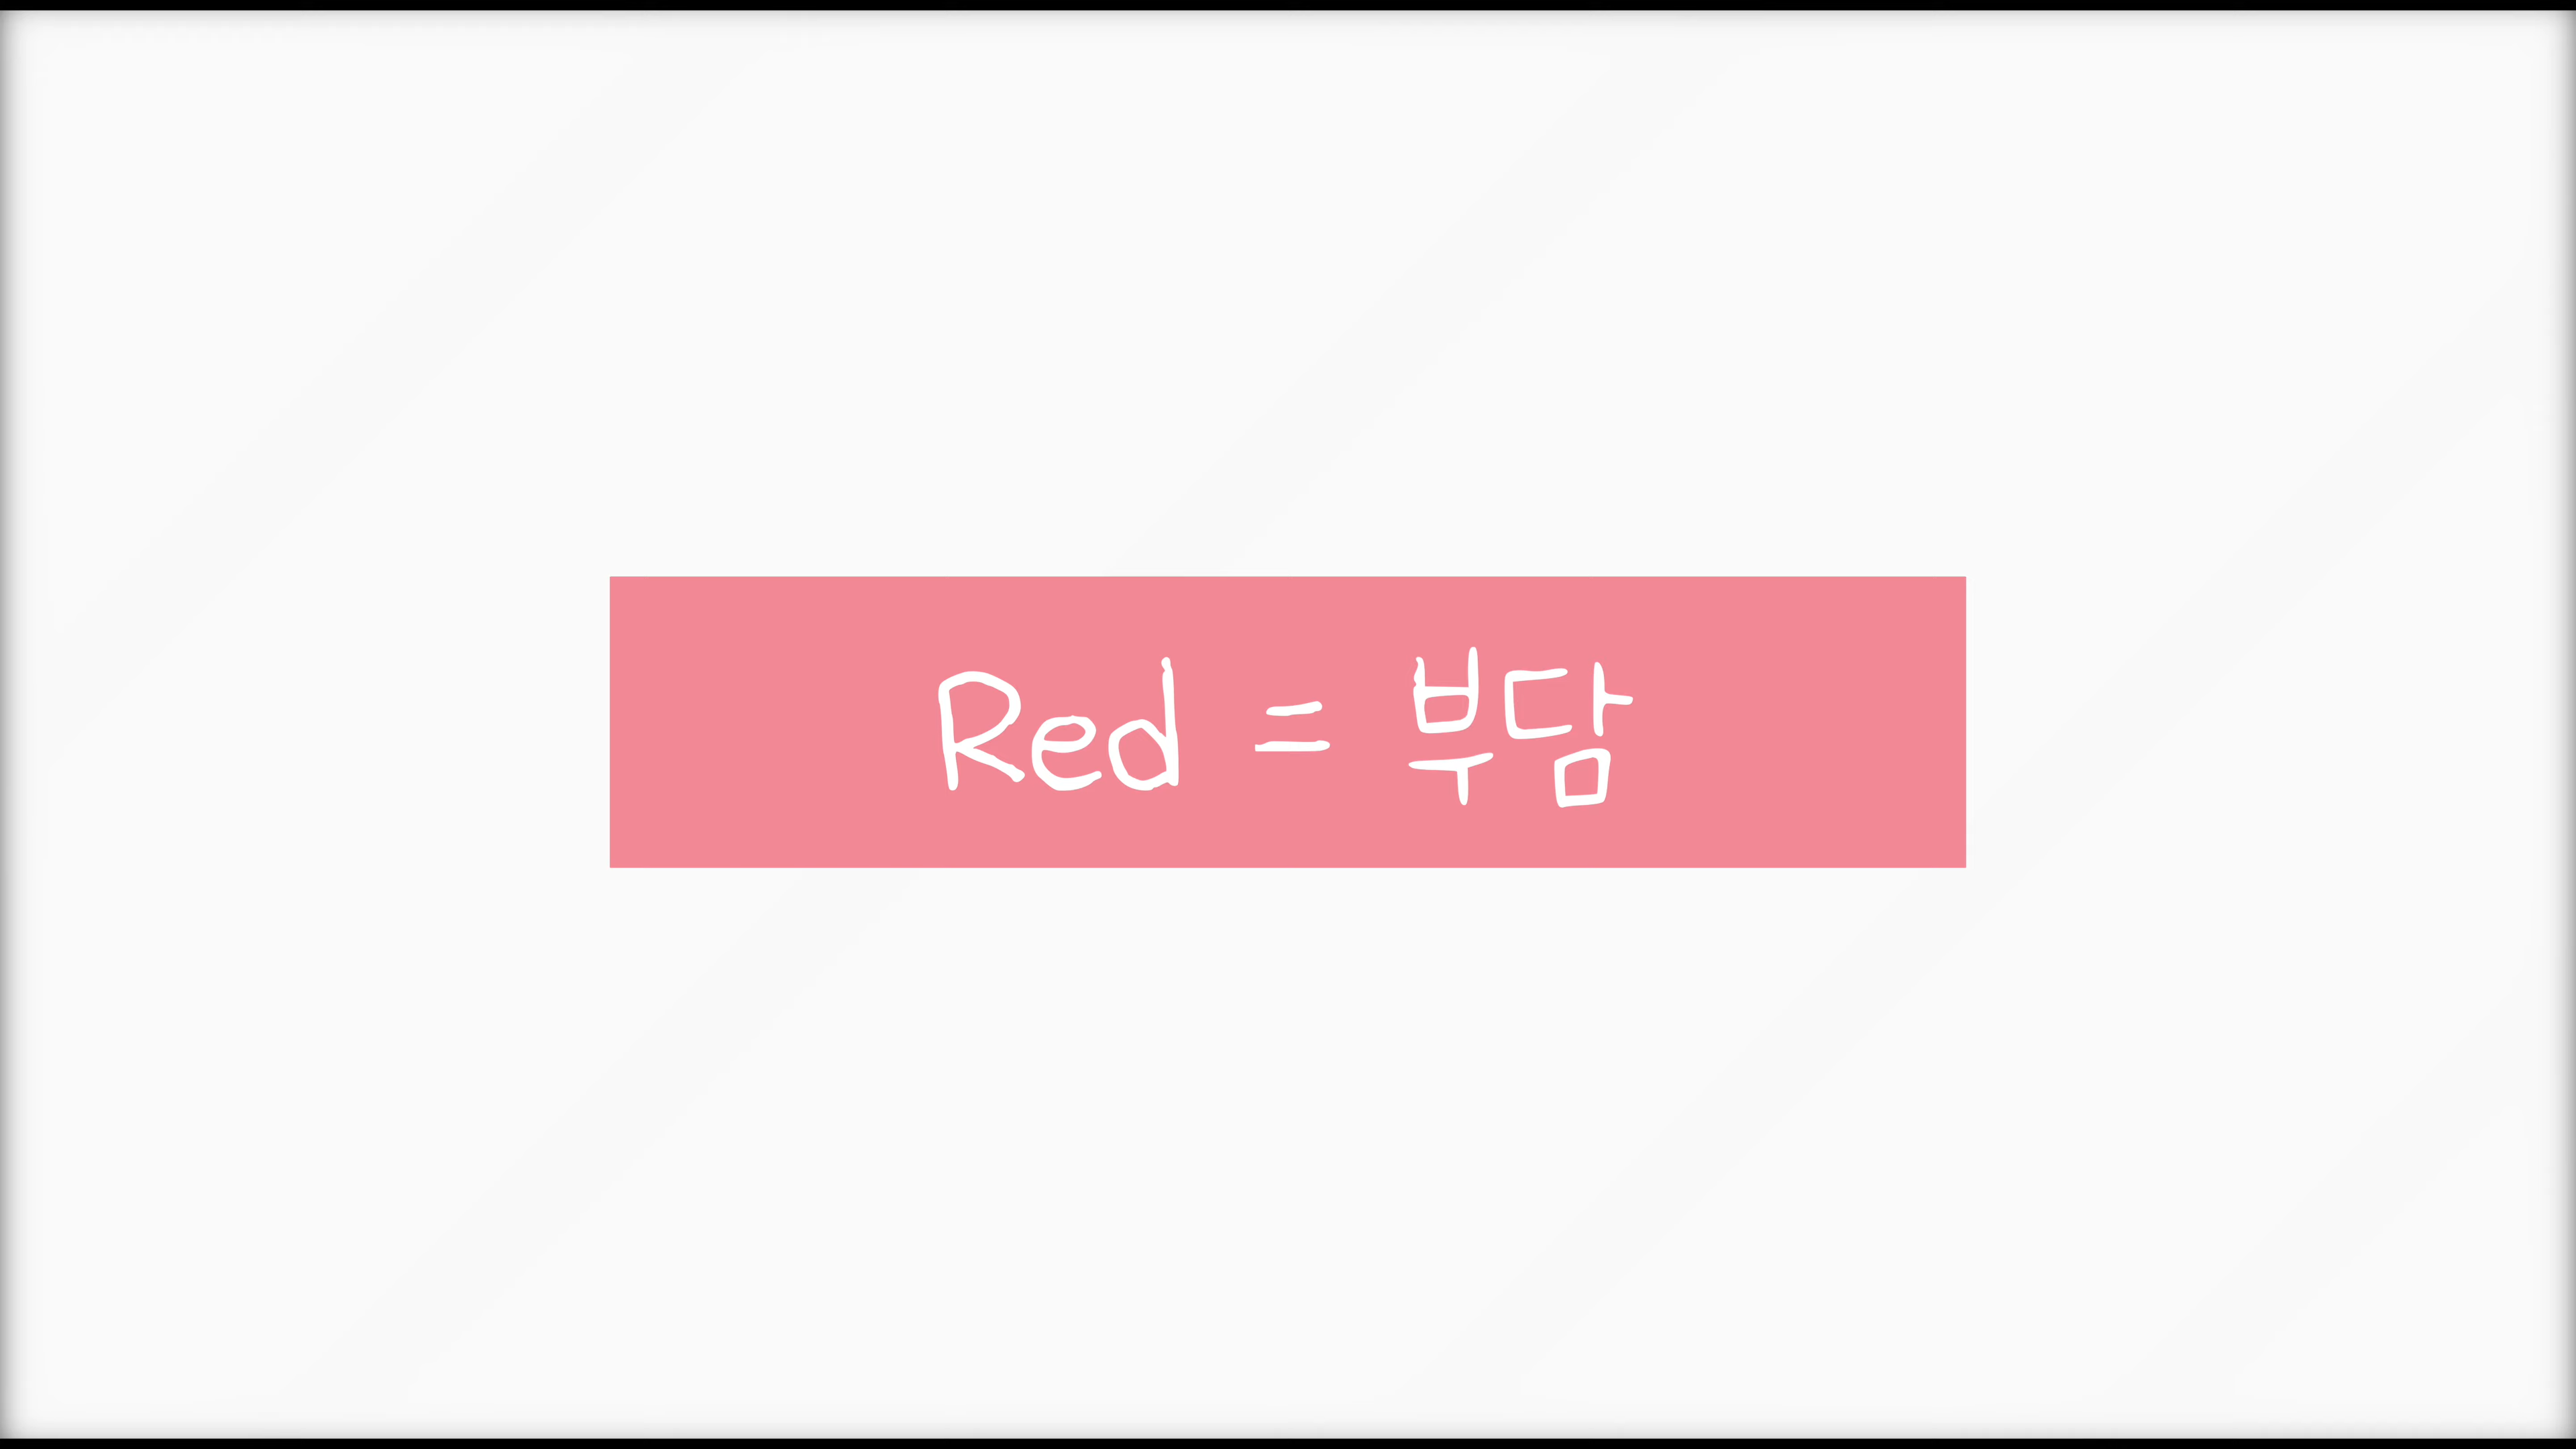 Red = 부담